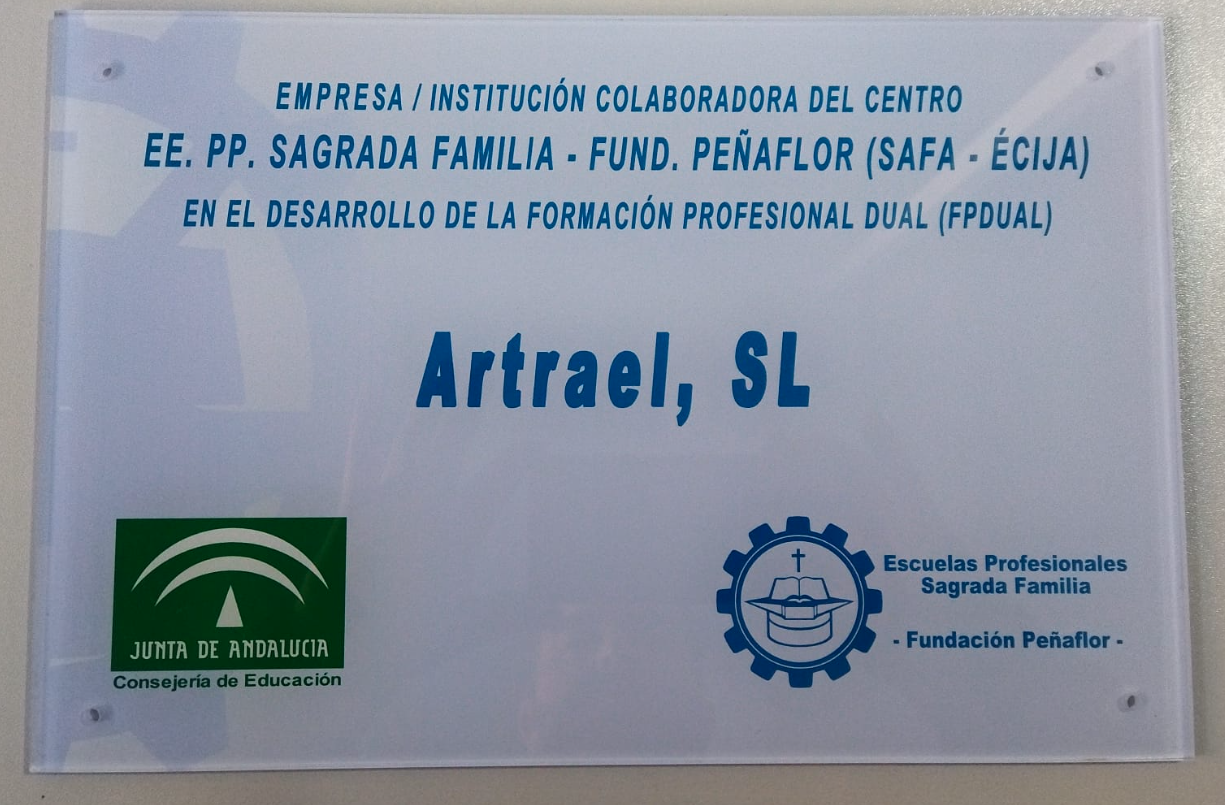 EMPRESA / INSTITUCIÓN COLABORADORA DEL CENTRO
EE. PP. SAGRADA FAMILIA - FUND. PEÑAFLOR (SAFA - ÉCIJA)
EN EL DESARROLLO DE LA FORMACIÓN PROFESIONAL DUAL (FPDUAL)
Artrael, SL
JUNTA DE ANDALUCIA
Consejería de Educación
Escuelas Profesionales
Sagrada Familia
- Fundación Peñaflor -